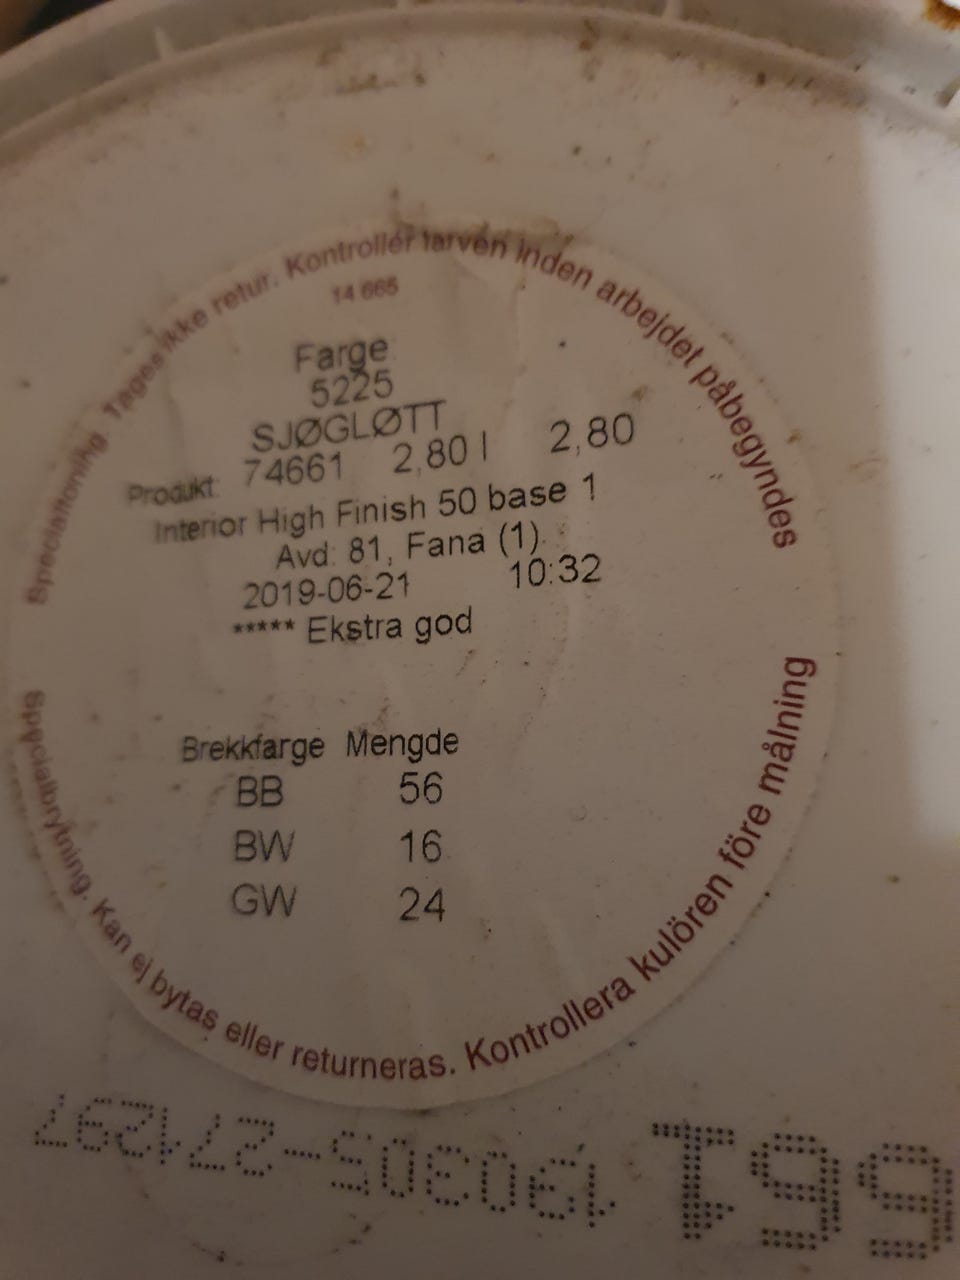 Specialtoning. Tages ikke retur. Kontrollér farven inden arbejdet påbegyndes
14 665
Farge
5225
SJØGLØTT
Produkt: 74661 2,80 l 2,80
Interior High Finish 50 base 1
Avd: 81, Fana (1)
2019-06-21 10:32
***** Ekstra god
Brekkfarge Mengde
BB 56
BW 16
GW 24
Specialbrytning. Kan ej bytas eller returneras. Kontrollera kulören före målning